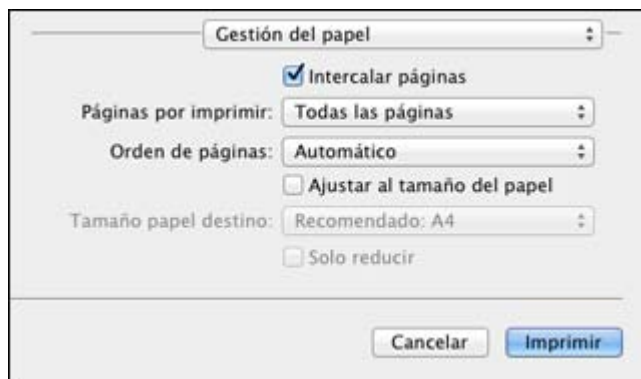 Gestión del papel
Intercalar páginas
Páginas por imprimir: Todas las páginas
Orden de páginas: Automático
Ajustar al tamaño del papel
Tamaño papel destino: Recomendado: A4
Solo reducir
Cancelar Imprimir